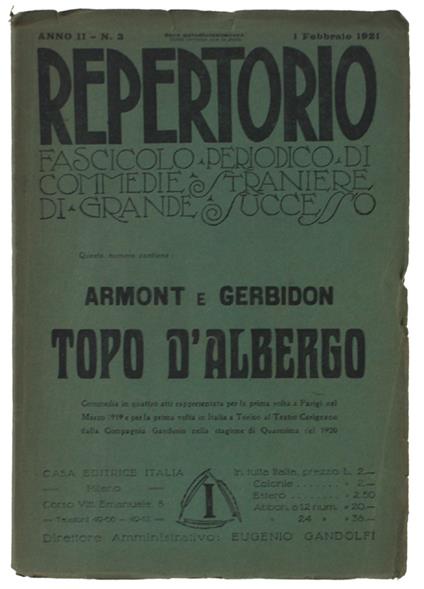 ANNO II - N. 3
1 Febbraio 1921
REPERTORIO
FASCICOLO PERIODICO DI
COMMEDIE STRANIERE
DI GRANDE SUCCESSO
Questo numero contiene:
ARMONT E GERBIDON
TOPO D'ALBERGO
Commedia in quattro atti rappresentata per la prima volta a Parigi nel
Marzo 1919 e per la prima volta in Italia a Torino al Teatro Carignano
dalla Compagnia Gandusio nella stagione di Quaresima del 1920
CASA EDITRICE ITALIA
— Milano —
Corso Vitt. Emanuele, 8
— Telefoni
I
In tutta Italia, prezzo L. 2.—
Colonie ....... » 2.—
Estero ....... » 2.50
Abbon. a 12 num. » 20.—
» 24 » » 38.—
Direttore Amministrativo: EUGENIO GANDOLFI